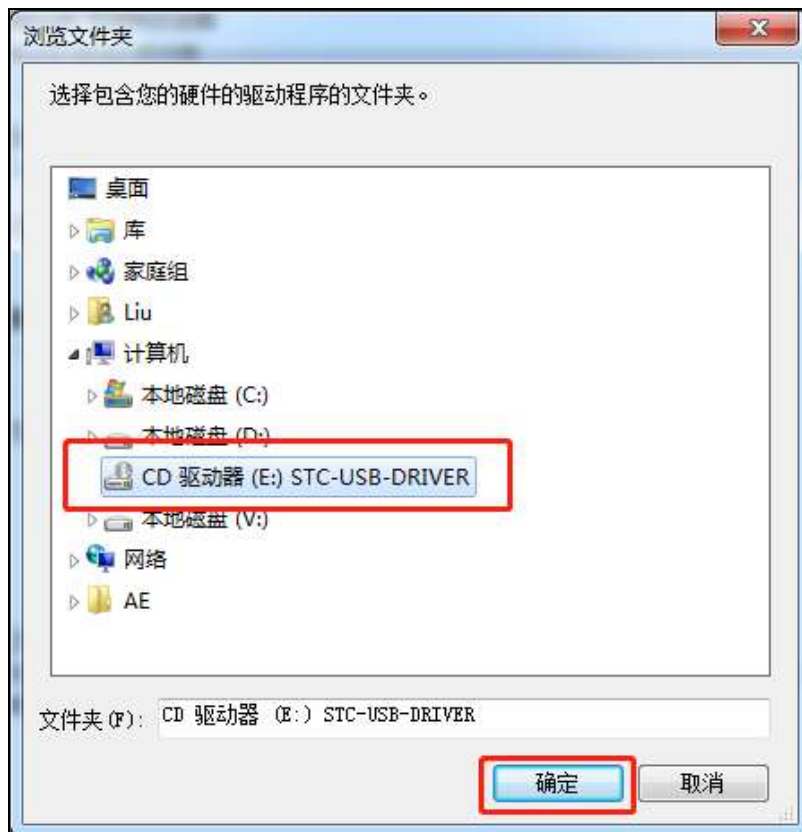 浏览文件夹
选择包含您的硬件的驱动程序的文件夹。
桌面
库
家庭组
Liu
计算机
本地磁盘 (C:)
本地磁盘 (D:)
CD 驱动器 (E:) STC-USB-DRIVER
本地磁盘 (V:)
网络
AE
文件夹(F): CD 驱动器 (E:) STC-USB-DRIVER
确定 取消